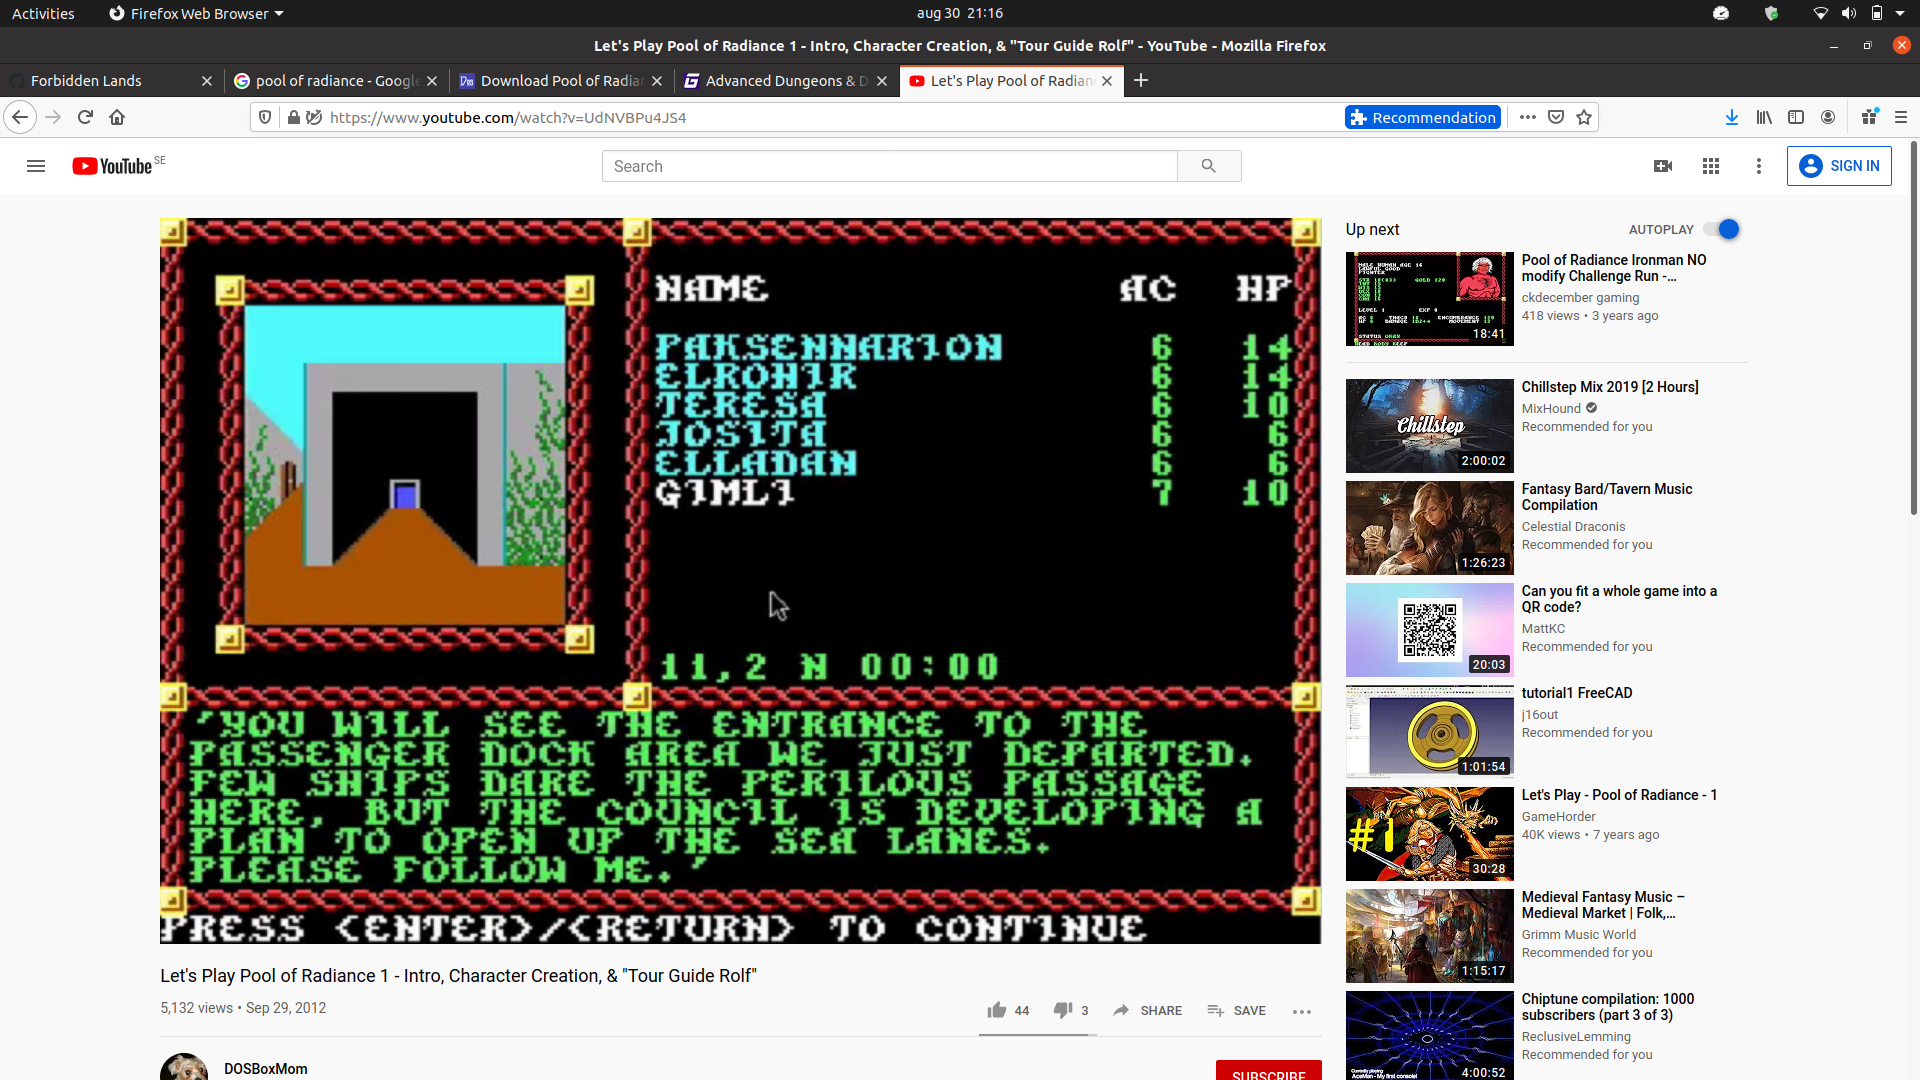 Activities
Firefox Web Browser
aug 30 21:16
Let's Play Pool of Radiance 1 - Intro, Character Creation, & "Tour Guide Rolf" - YouTube - Mozilla Firefox
Forbidden Lands
pool of radiance - Google
Download Pool of Radian
Advanced Dungeons & D
Let's Play Pool of Radian
https://www.youtube.com/watch?v=UdNVBPu4JS4
Recommendation
YouTube SE
Search
SIGN IN
NAME AC HP
PAKSENNARION 6 14
ELROHIR 6 14
TERESA 6 10
JOSITA 6 6
ELLADAN 6 6
GIMLI 7 10
11,2 N 00:00
'YOU WILL SEE THE ENTRANCE TO THE
PASSENGER DOCK AREA WE JUST DEPARTED.
FEW SHIPS DARE THE PERILOUS PASSAGE
HERE, BUT THE COUNCIL IS DEVELOPING A
PLAN TO OPEN UP THE SEA LANES.
PLEASE FOLLOW ME.'
PRESS <ENTER>/<RETURN> TO CONTINUE
Let's Play Pool of Radiance 1 - Intro, Character Creation, & "Tour Guide Rolf"
5,132 views • Sep 29, 2012
44
3
SHARE
SAVE
DOSBoxMom
SUBSCRIBE
Up next
AUTOPLAY
18:41
Pool of Radiance Ironman NO
modify Challenge Run -...
ckdecember gaming
418 views • 3 years ago
Chillstep
2:00:02
Chillstep Mix 2019 [2 Hours]
MixHound
Recommended for you
1:26:23
Fantasy Bard/Tavern Music
Compilation
Celestial Draconis
Recommended for you
20:03
Can you fit a whole game into a
QR code?
MattKC
Recommended for you
1:01:54
tutorial1 FreeCAD
j16out
Recommended for you
#1
30:28
Let's Play - Pool of Radiance - 1
GameHorder
40K views • 7 years ago
1:15:17
Medieval Fantasy Music –
Medieval Market | Folk,...
Grimm Music World
Recommended for you
Currently playing
AceMan - My first console!
4:00:52
Chiptune compilation: 1000
subscribers (part 3 of 3)
ReclusiveLemming
Recommended for you